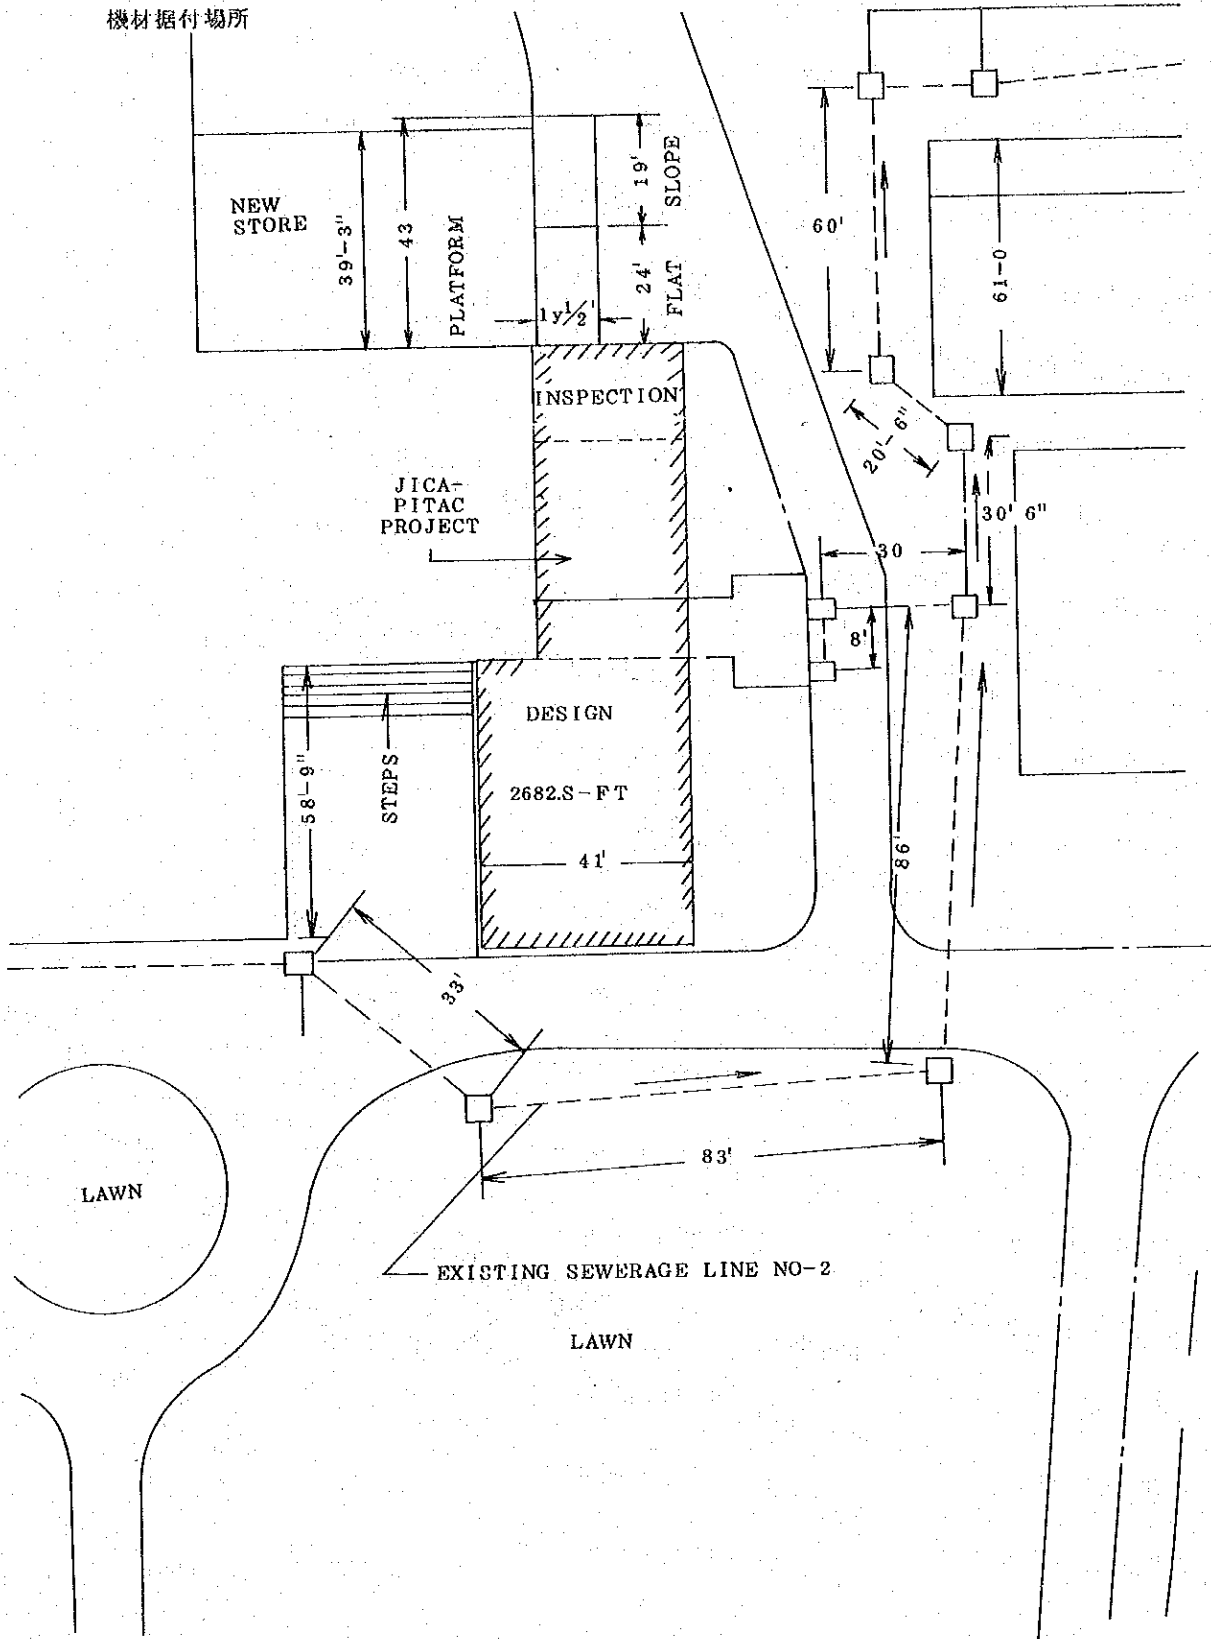 機材据付場所
NEW
STORE
39'-3"
43
PLATFORM
19'
SLOPE
24'
FLAT
1y½'
60'
61-0
INSPECTION
20'-6"
30' 6"
JICA-
PITAC
PROJECT
30
8'
58'-9"
STEPS
DESIGN
2682.S-FT
41'
86'
33'
83'
LAWN
EXISTING SEWERAGE LINE NO-2
LAWN